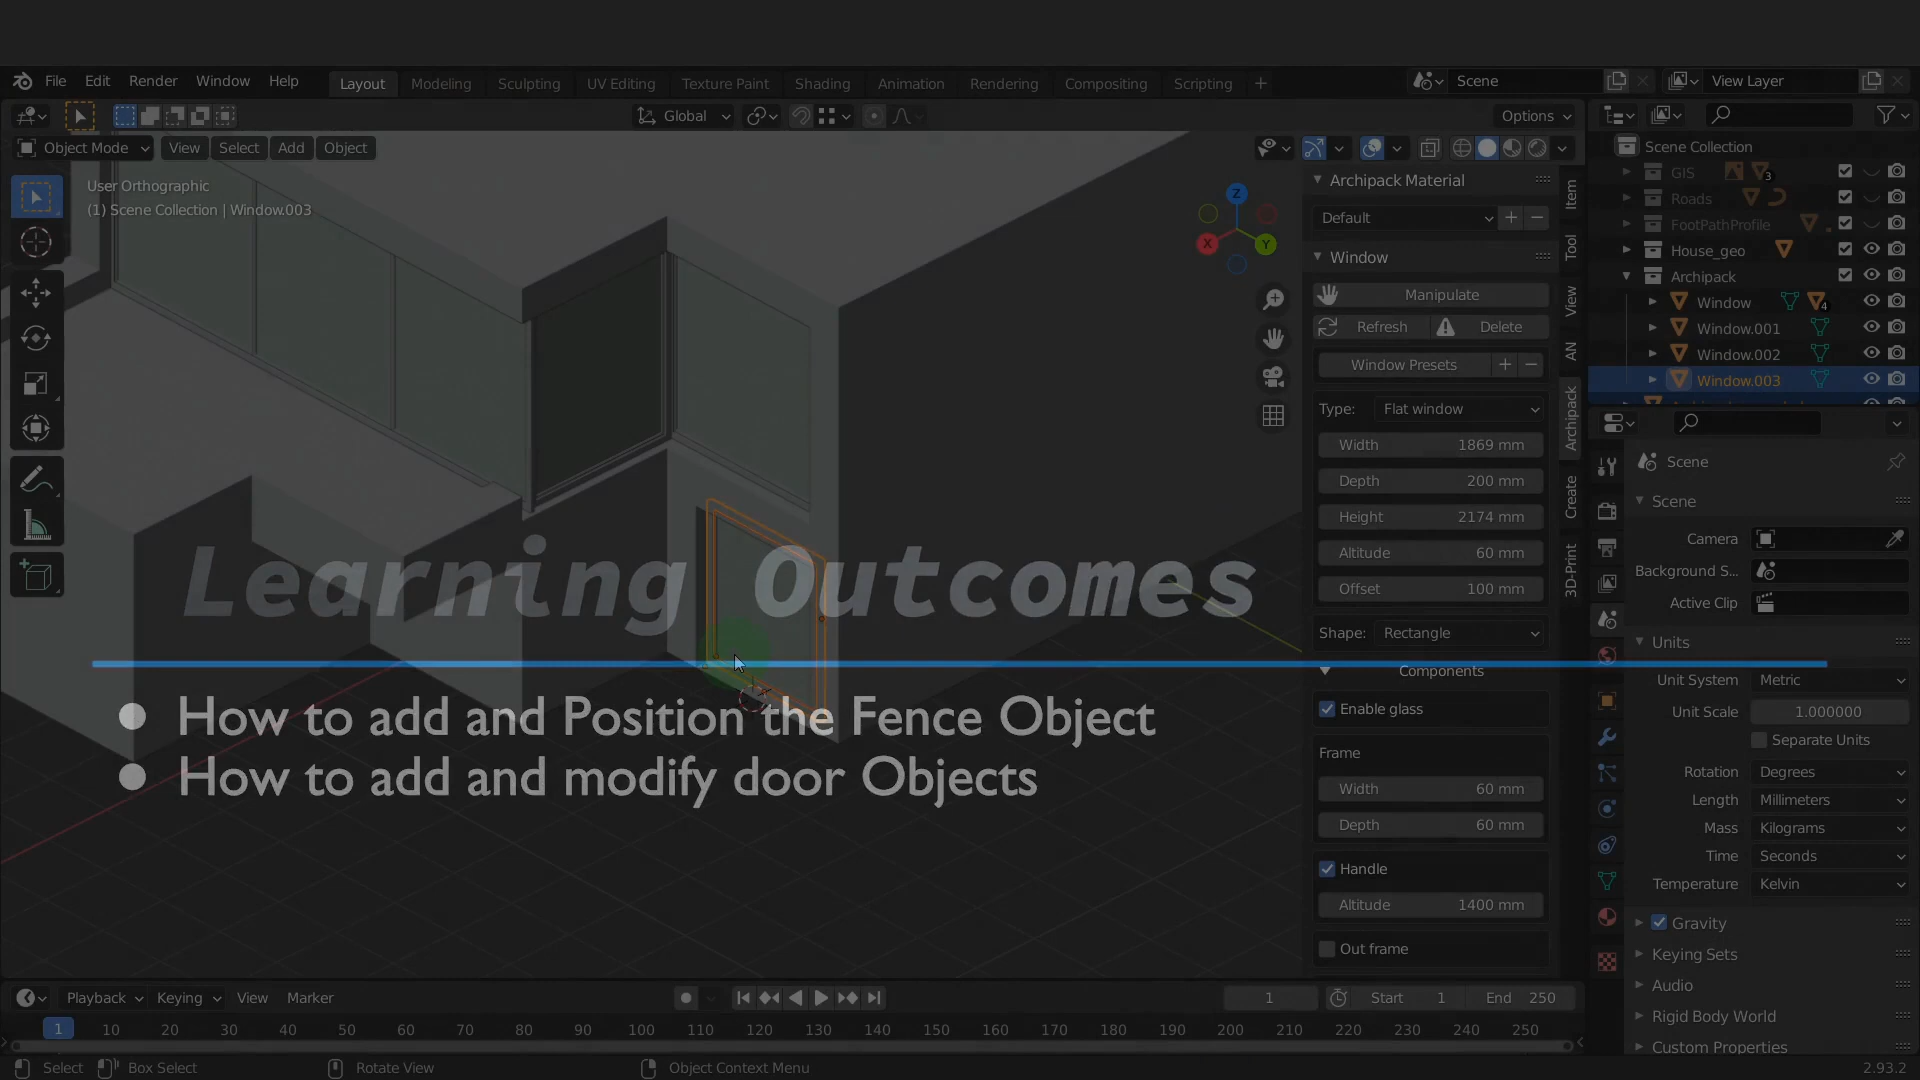 File Edit Render Window Help Layout Modeling Sculpting UV Editing Texture Paint Shading Animation Rendering Compositing Scripting + Scene View Layer
Global Options
Object Mode View Select Add Object
User Orthographic
(1) Scene Collection | Window.003
Z
X
Y
Archipack Material
Default
Window
Manipulate
Refresh Delete
Window Presets
Type: Flat window
Width 1869 mm
Depth 200 mm
Height 2174 mm
Altitude 60 mm
Offset 100 mm
Shape: Rectangle
Components
Enable glass
Frame
Width 60 mm
Depth 60 mm
Handle
Altitude 1400 mm
Out frame
Item
Tool
View
AN
Archipack
Create
3D-Print
Scene Collection
GIS 3
Roads
FootPathProfile
House_geo
Archipack
Window 4
Window.001
Window.002
Window.003
Scene
Scene
Camera
Background S...
Active Clip
Units
Unit System Metric
Unit Scale 1.000000
Separate Units
Rotation Degrees
Length Millimeters
Mass Kilograms
Time Seconds
Temperature Kelvin
Gravity
Keying Sets
Audio
Rigid Body World
Custom Properties
Learning Outcomes
● How to add and Position the Fence Object
● How to add and modify door Objects
Playback Keying View Marker 1 Start 1 End 250
1 10 20 30 40 50 60 70 80 90 100 110 120 130 140 150 160 170 180 190 200 210 220 230 240 250
Select Box Select Rotate View Object Context Menu 2.93.2